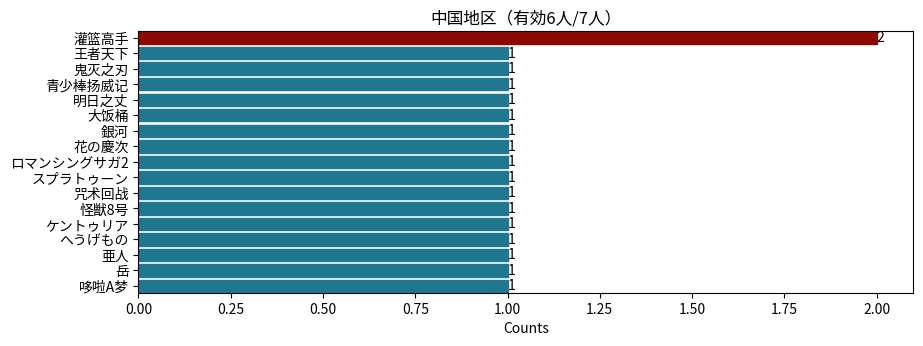 中国地区（有効6人/7人）
灌篮高手 2
王者天下 1
鬼灭之刃 1
青少棒扬威记 1
明日之丈 1
大饭桶 1
銀河 1
花の慶次 1
ロマンシングサガ2 1
スプラトゥーン 1
咒术回战 1
怪獣8号 1
ケントゥリア 1
へうげもの 1
亜人 1
岳 1
哆啦A梦 1
0.00 0.25 0.50 0.75 1.00 1.25 1.50 1.75 2.00
Counts